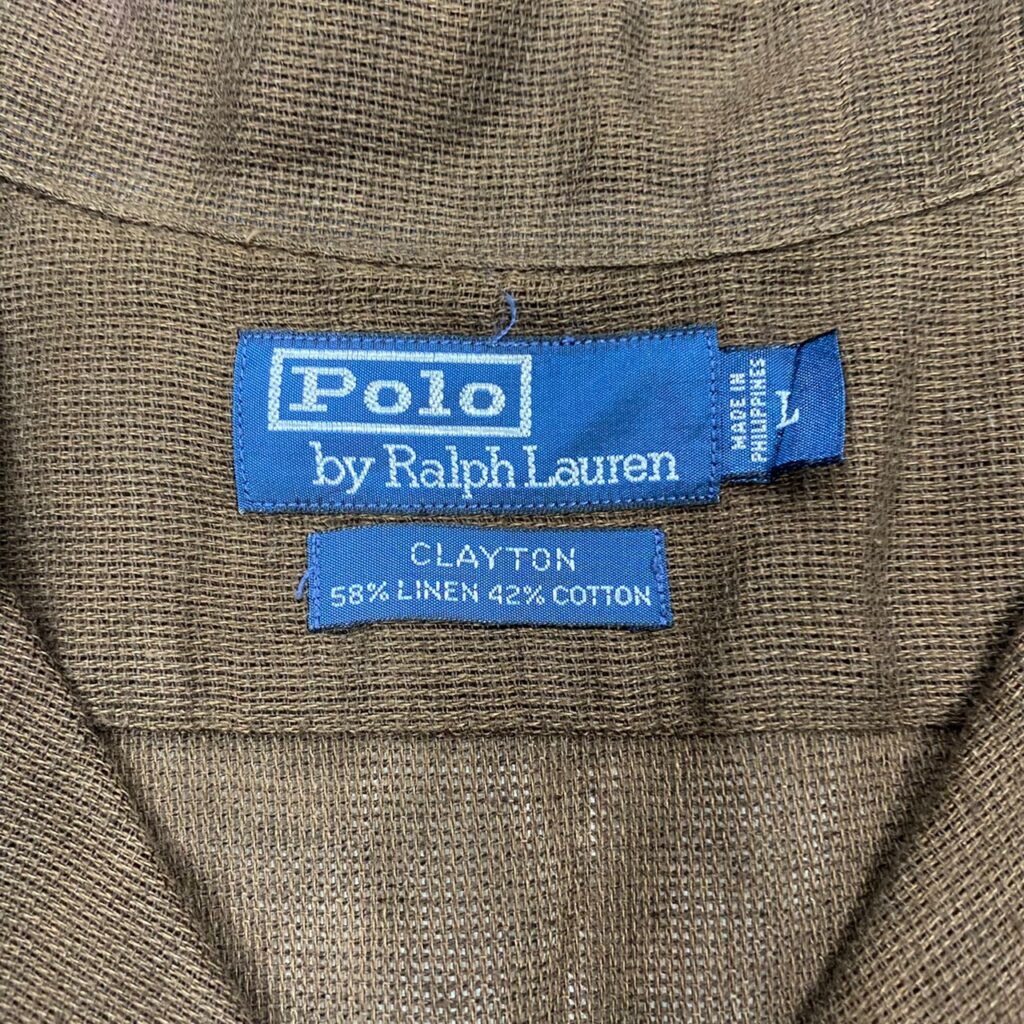 Polo
by Ralph Lauren
MADE IN
PHILIPPINES
L
CLAYTON
58% LINEN 42% COTTON